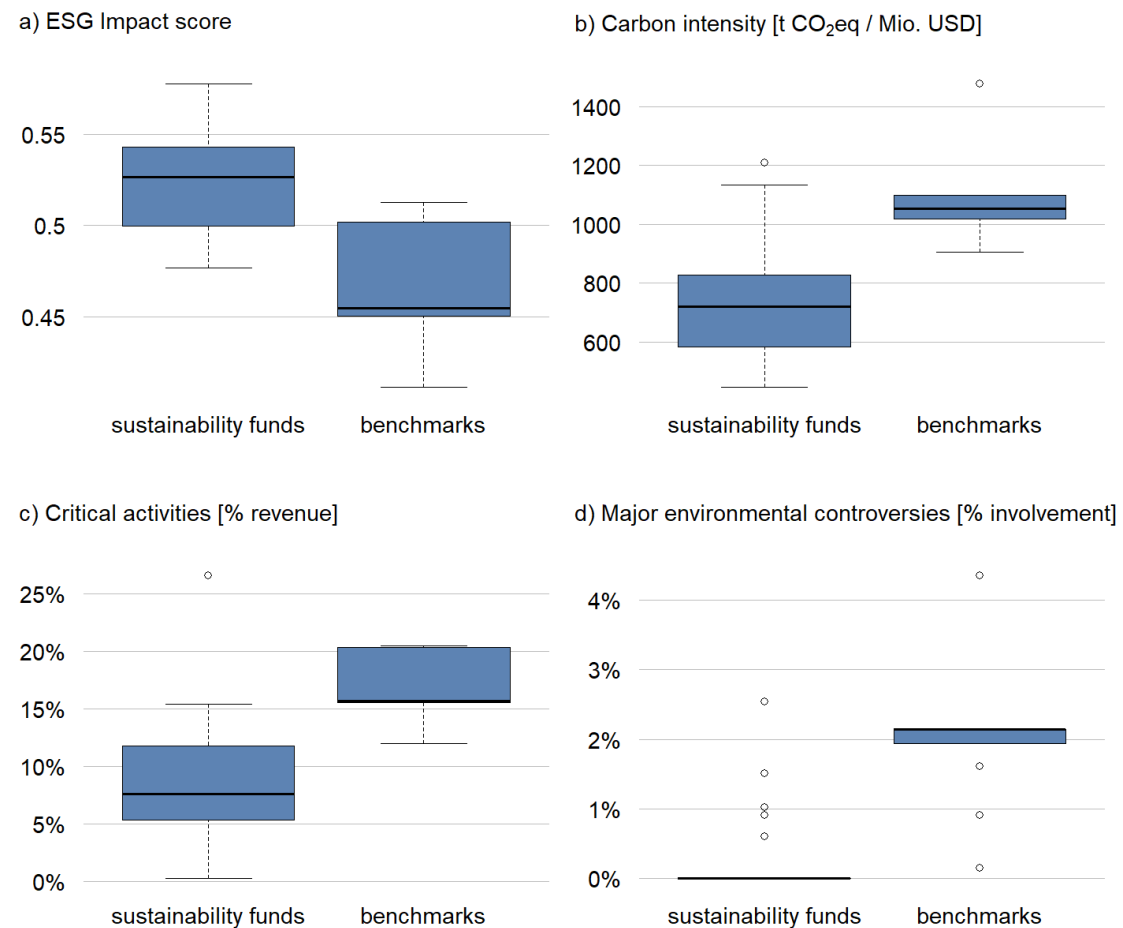 a) ESG Impact score
0.55
0.5
0.45
sustainability funds
benchmarks
b) Carbon intensity [t CO₂eq / Mio. USD]
1400
1200
1000
800
600
sustainability funds
benchmarks
c) Critical activities [% revenue]
25%
20%
15%
10%
5%
0%
sustainability funds
benchmarks
d) Major environmental controversies [% involvement]
4%
3%
2%
1%
0%
sustainability funds
benchmarks